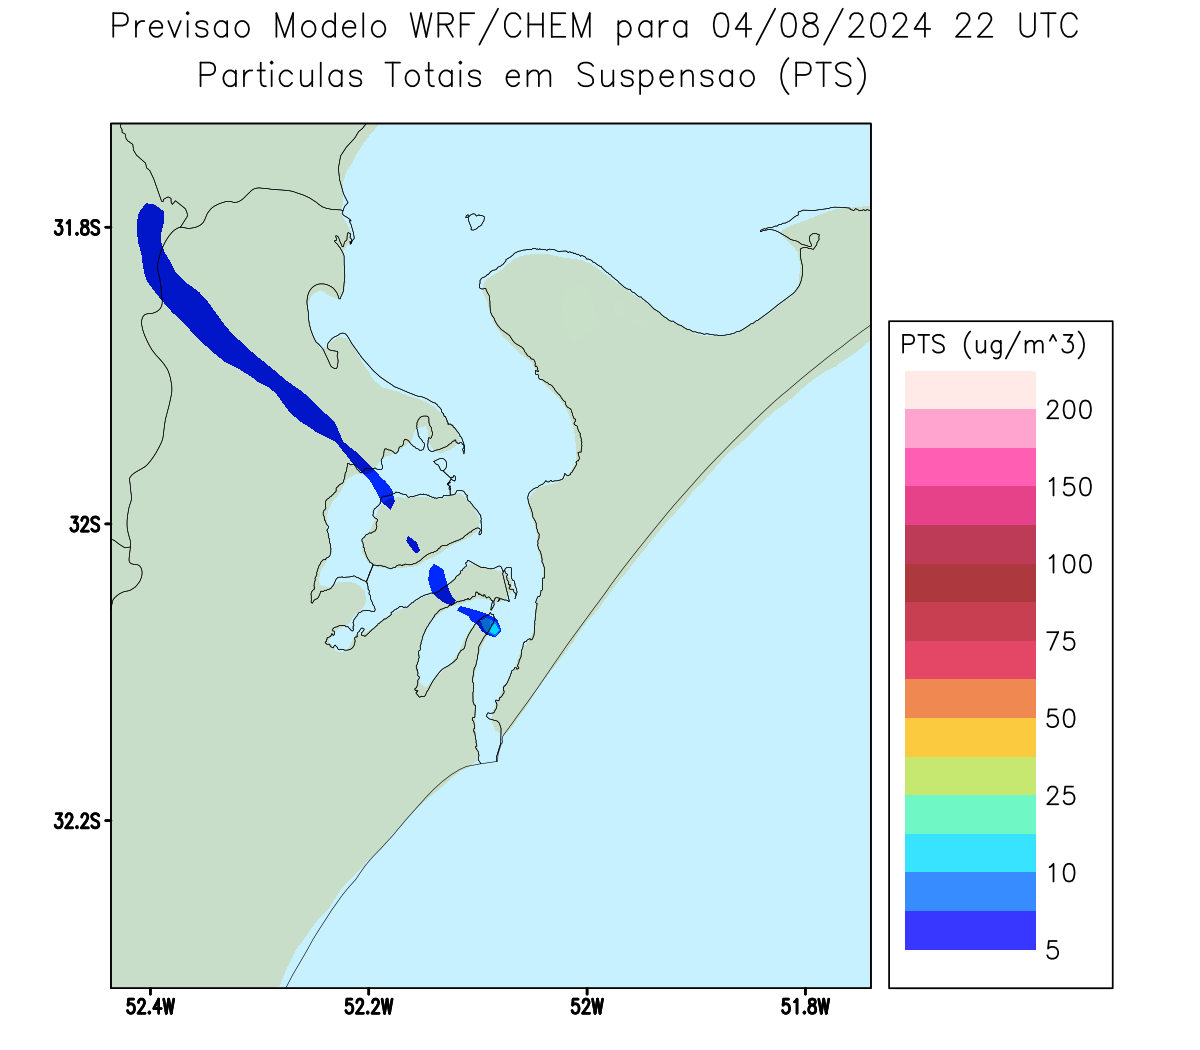 Previsao Modelo WRF/CHEM para 04/08/2024 22 UTC
Particulas Totais em Suspensao (PTS)
31.8S
32S
32.2S
52.4W
52.2W
52W
51.8W
PTS (ug/m^3)
200
150
100
75
50
25
10
5